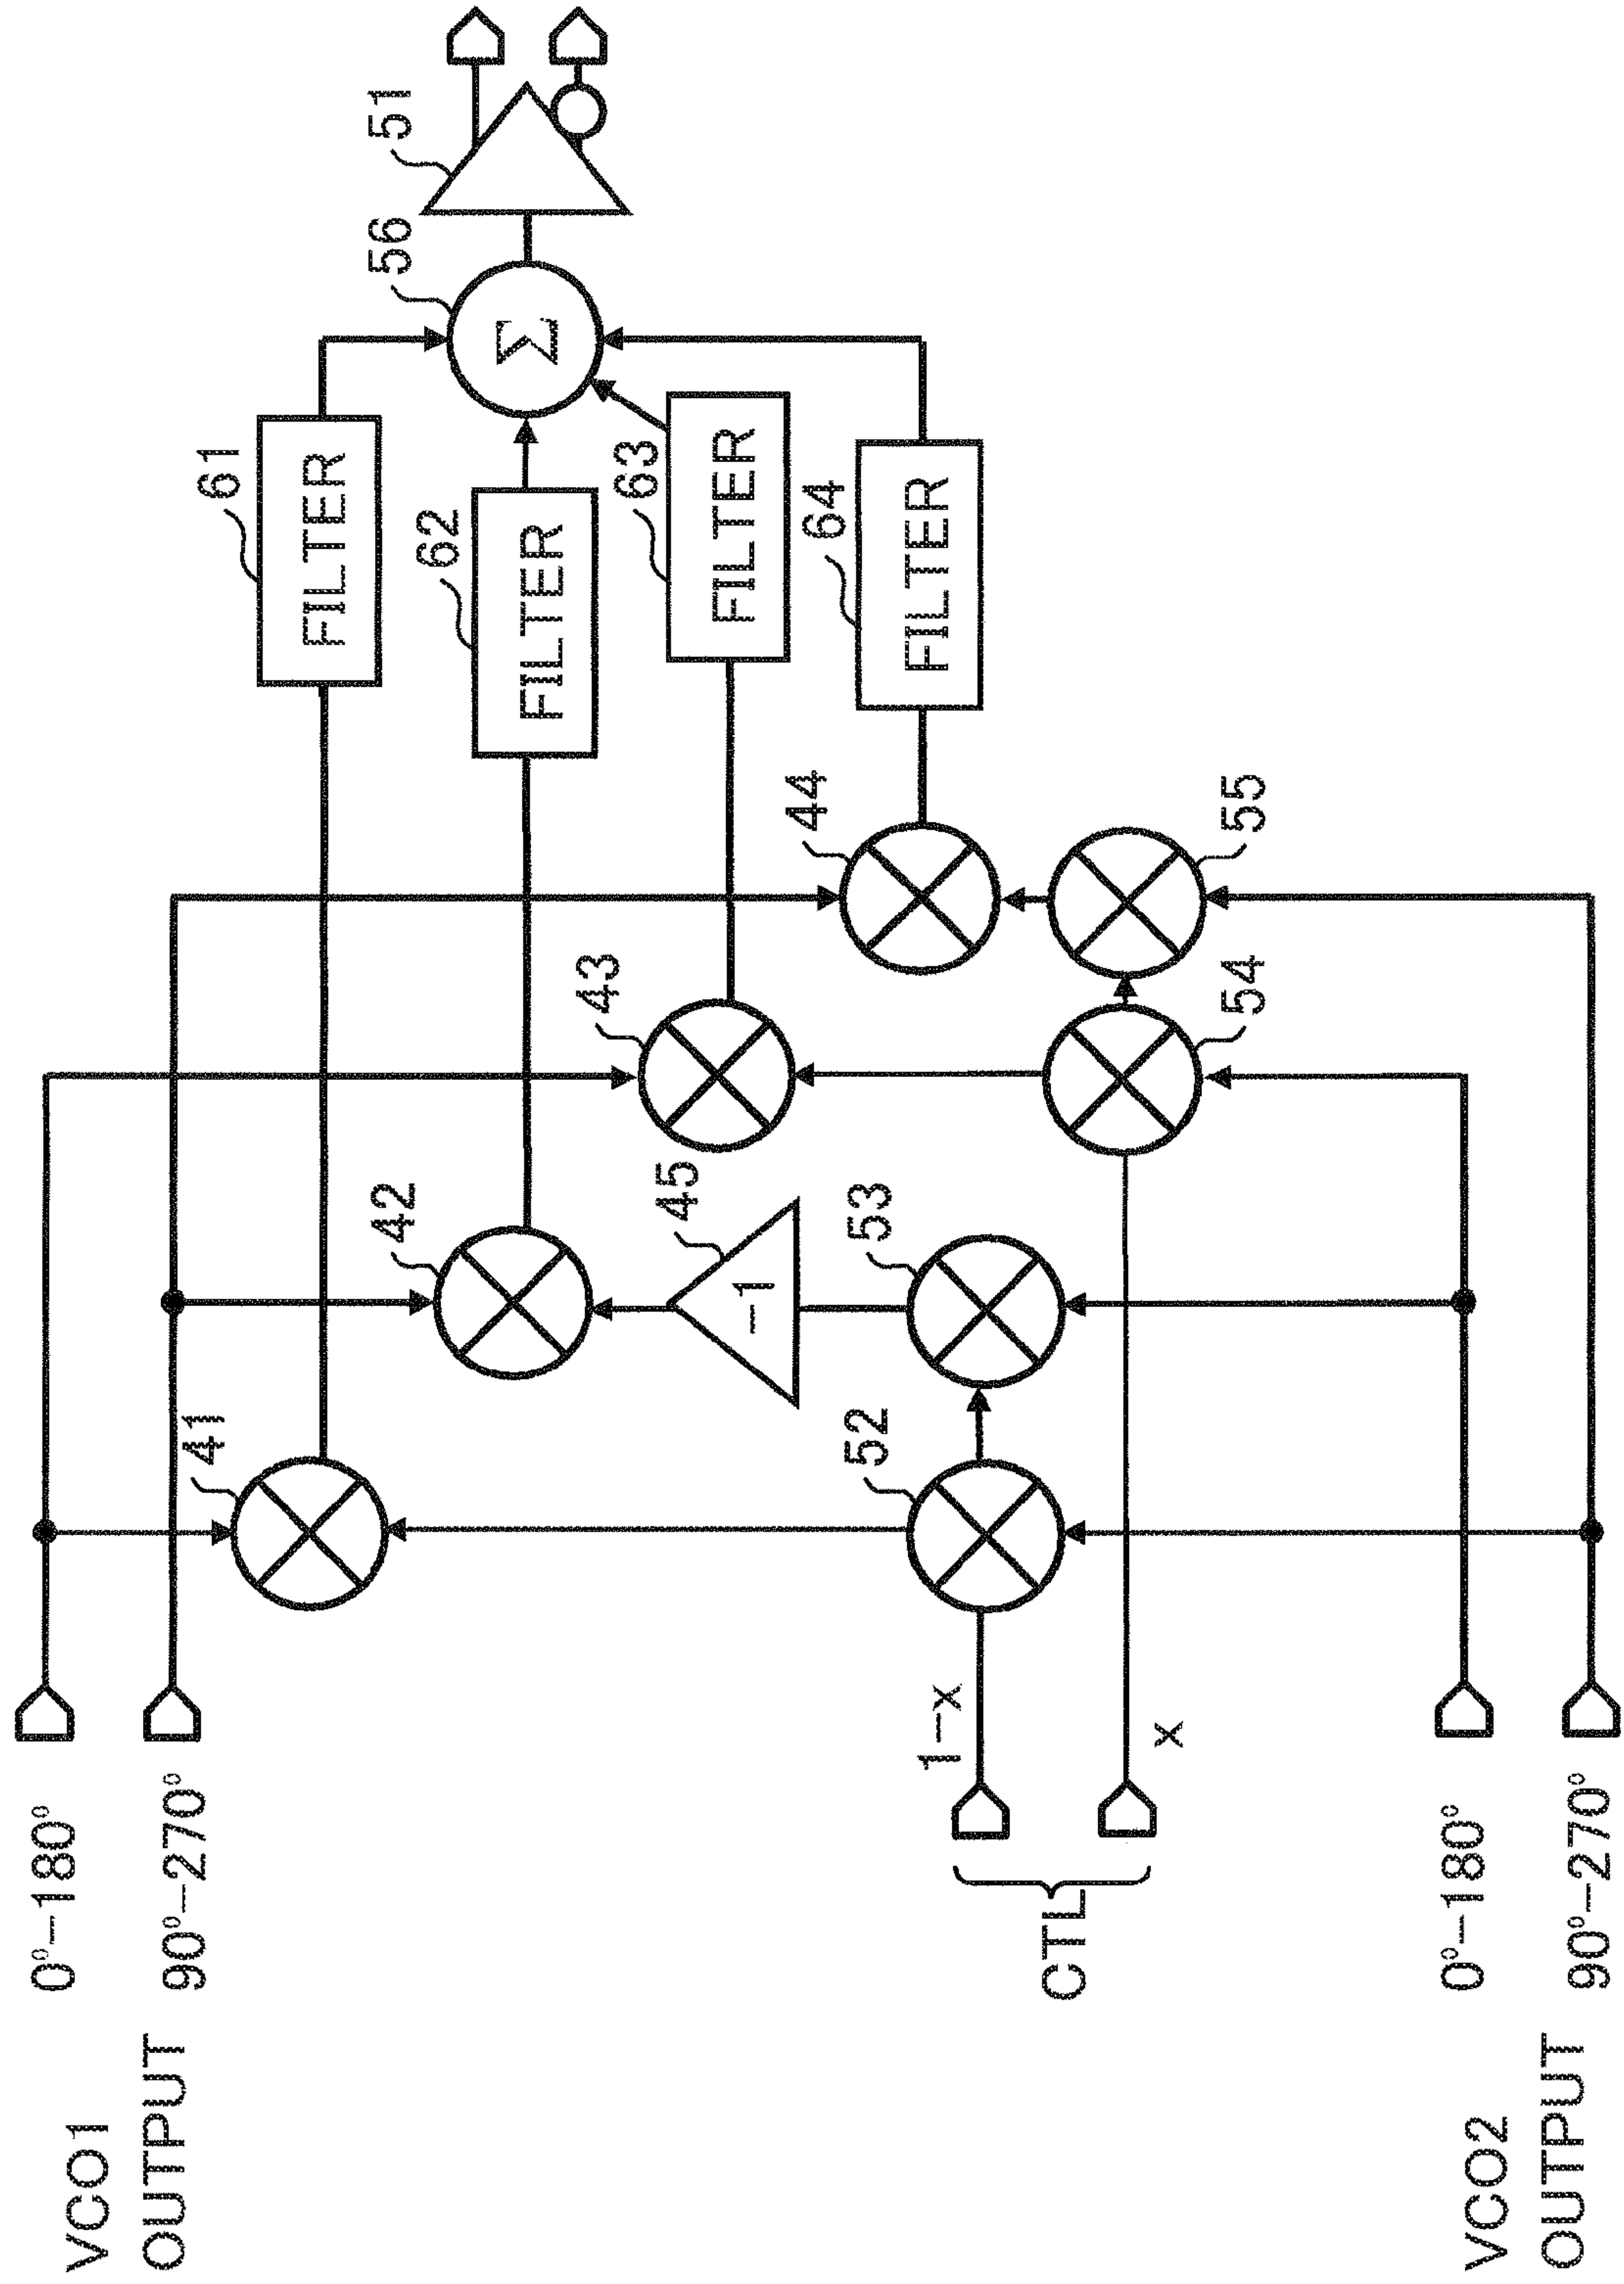 VCO1
OUTPUT
0°-180°
90°-270°
41
42
43
44
45
-1
52
53
54
55
1-x
x
CTL
61
FILTER
62
FILTER
63
FILTER
64
FILTER
56
Σ
51
VCO2
OUTPUT
0°-180°
90°-270°